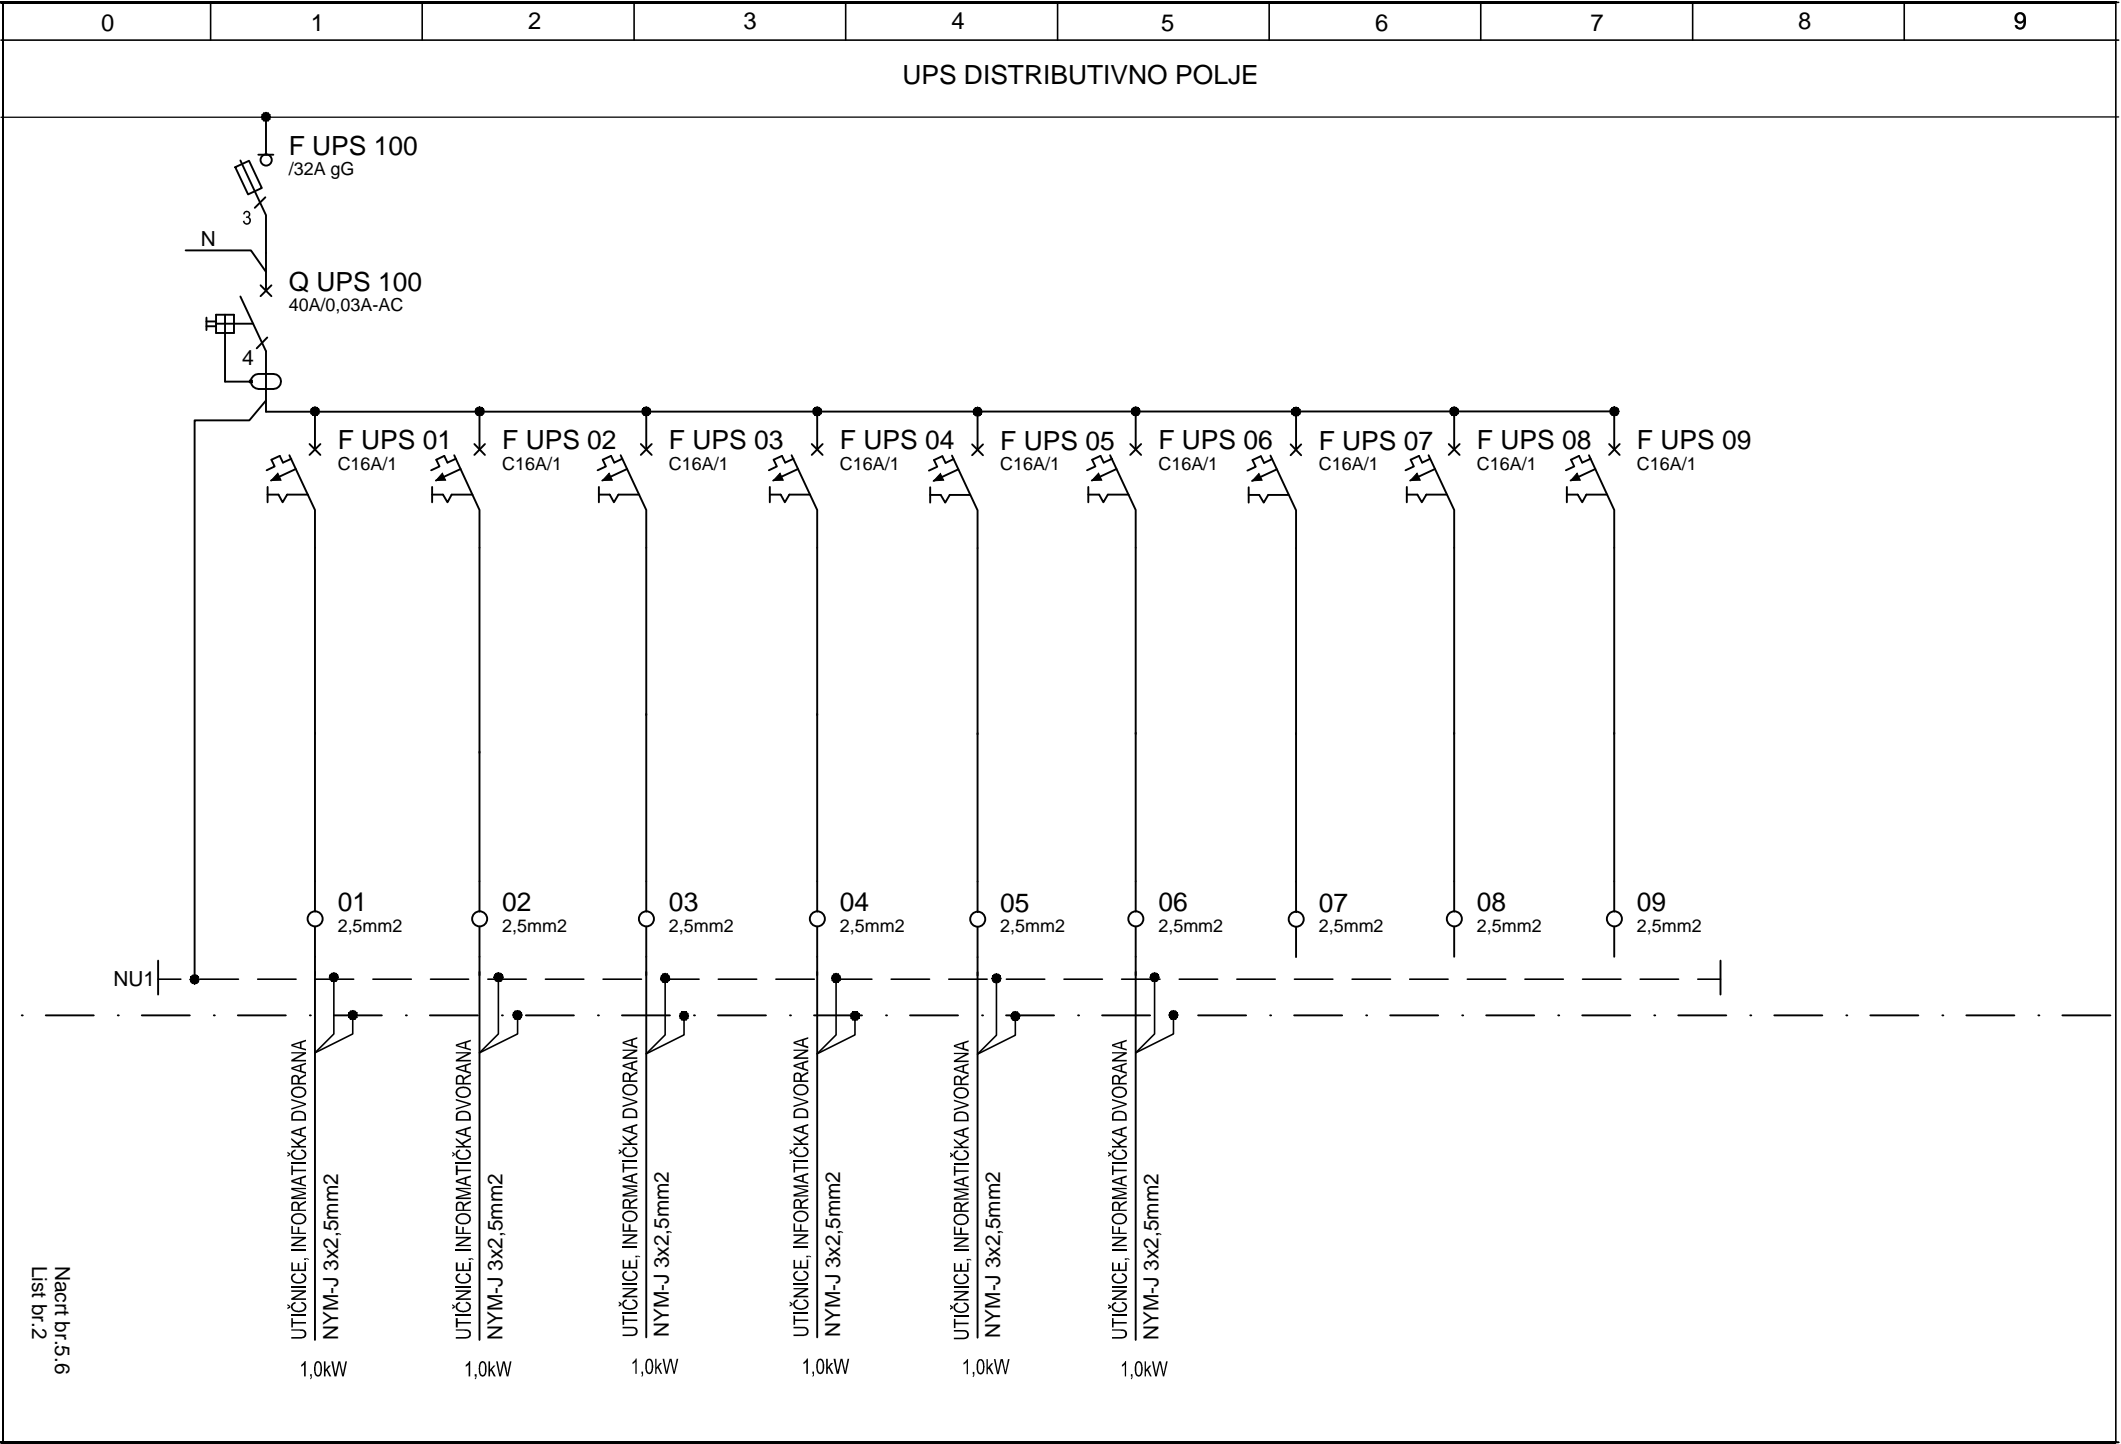 0 1 2 3 4 5 6 7 8 9
UPS DISTRIBUTIVNO POLJE
F UPS 100
/32A gG
3
N
Q UPS 100
40A/0,03A-AC
4
F UPS 01 F UPS 02 F UPS 03 F UPS 04 F UPS 05 F UPS 06 F UPS 07 F UPS 08 F UPS 09
C16A/1 C16A/1 C16A/1 C16A/1 C16A/1 C16A/1 C16A/1 C16A/1 C16A/1
01 02 03 04 05 06 07 08 09
2,5mm2 2,5mm2 2,5mm2 2,5mm2 2,5mm2 2,5mm2 2,5mm2 2,5mm2 2,5mm2
NU1
UTIČNICE, INFORMATIČKA DVORANA
NYM-J 3x2,5mm2
UTIČNICE, INFORMATIČKA DVORANA
NYM-J 3x2,5mm2
UTIČNICE, INFORMATIČKA DVORANA
NYM-J 3x2,5mm2
UTIČNICE, INFORMATIČKA DVORANA
NYM-J 3x2,5mm2
UTIČNICE, INFORMATIČKA DVORANA
NYM-J 3x2,5mm2
UTIČNICE, INFORMATIČKA DVORANA
NYM-J 3x2,5mm2
1,0kW 1,0kW 1,0kW 1,0kW 1,0kW 1,0kW
Nacrt br.5.6
List br.2